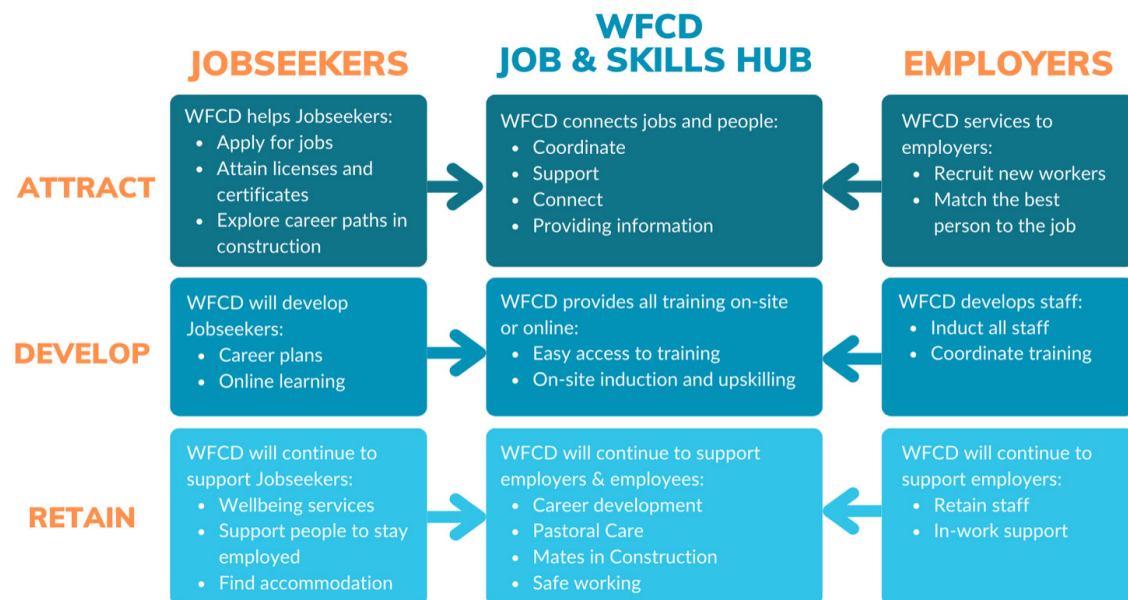 JOBSEEKERS
WFCD
JOB & SKILLS HUB
EMPLOYERS
ATTRACT
WFCD helps Jobseekers:
• Apply for jobs
• Attain licenses and
certificates
• Explore career paths in
construction
WFCD connects jobs and people:
• Coordinate
• Support
• Connect
• Providing information
WFCD services to
employers:
• Recruit new workers
• Match the best
person to the job
DEVELOP
WFCD will develop
Jobseekers:
• Career plans
• Online learning
WFCD provides all training on-site
or online:
• Easy access to training
• On-site induction and upskilling
WFCD develops staff:
• Induct all staff
• Coordinate training
RETAIN
WFCD will continue to
support Jobseekers:
• Wellbeing services
• Support people to stay
employed
• Find accommodation
WFCD will continue to support
employers & employees:
• Career development
• Pastoral Care
• Mates in Construction
• Safe working
WFCD will continue to
support employers:
• Retain staff
• In-work support